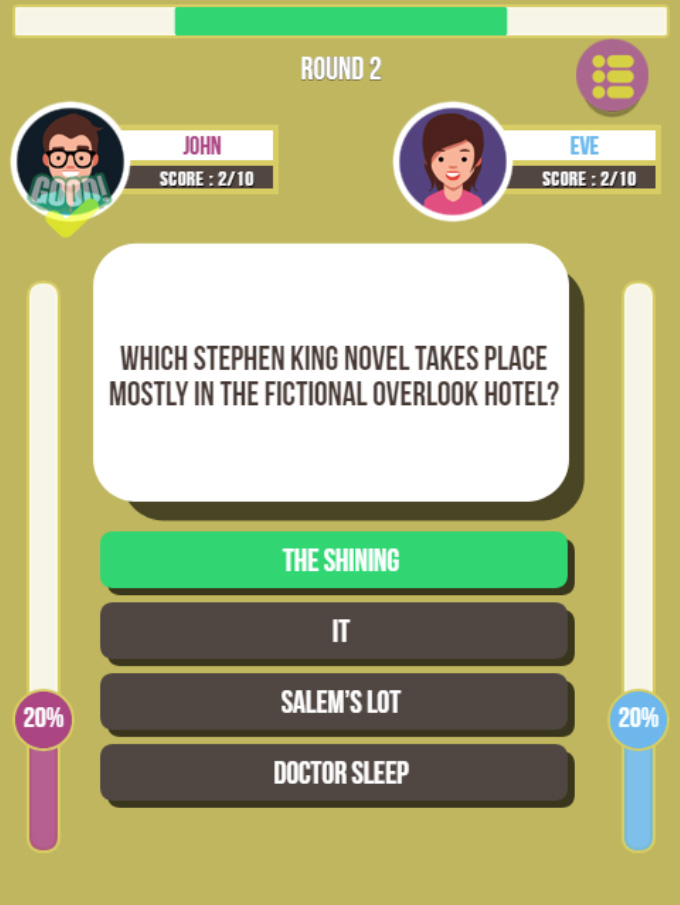 ROUND 2
JOHN
SCORE : 2/10
GOOD!
EVE
SCORE : 2/10
WHICH STEPHEN KING NOVEL TAKES PLACE
MOSTLY IN THE FICTIONAL OVERLOOK HOTEL?
THE SHINING
IT
SALEM'S LOT
DOCTOR SLEEP
20%
20%